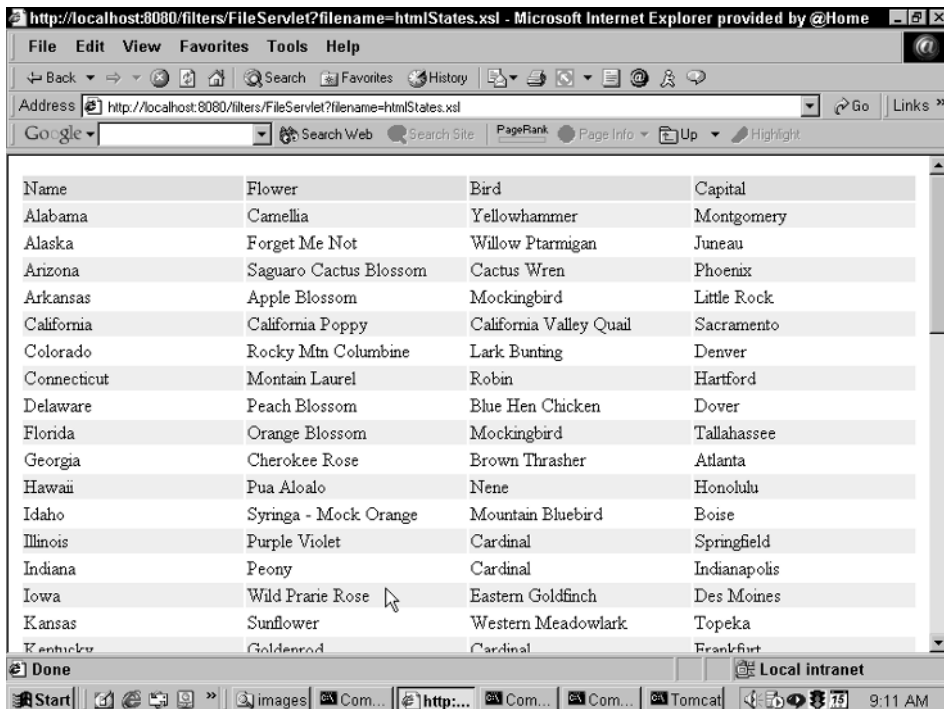 http://localhost:8080/filters/FileServlet?filename=htmlStates.xsl - Microsoft Internet Explorer provided by @Home
File Edit View Favorites Tools Help
Back Search Favorites History
Address http://localhost:8080/filters/FileServlet?filename=htmlStates.xsl Go Links »
Google Search Web Search Site PageRank Page Info Up Highlight
Name Flower Bird Capital
Alabama Camellia Yellowhammer Montgomery
Alaska Forget Me Not Willow Ptarmigan Juneau
Arizona Saguaro Cactus Blossom Cactus Wren Phoenix
Arkansas Apple Blossom Mockingbird Little Rock
California California Poppy California Valley Quail Sacramento
Colorado Rocky Mtn Columbine Lark Bunting Denver
Connecticut Montain Laurel Robin Hartford
Delaware Peach Blossom Blue Hen Chicken Dover
Florida Orange Blossom Mockingbird Tallahassee
Georgia Cherokee Rose Brown Thrasher Atlanta
Hawaii Pua Aloalo Nene Honolulu
Idaho Syringa - Mock Orange Mountain Bluebird Boise
Illinois Purple Violet Cardinal Springfield
Indiana Peony Cardinal Indianapolis
Iowa Wild Prarie Rose Eastern Goldfinch Des Moines
Kansas Sunflower Western Meadowlark Topeka
Kentucky Goldenrod Cardinal Frankfurt
Done Local intranet
Start » images Com... http:... Com... Com... Tomcat 75 9:11 AM